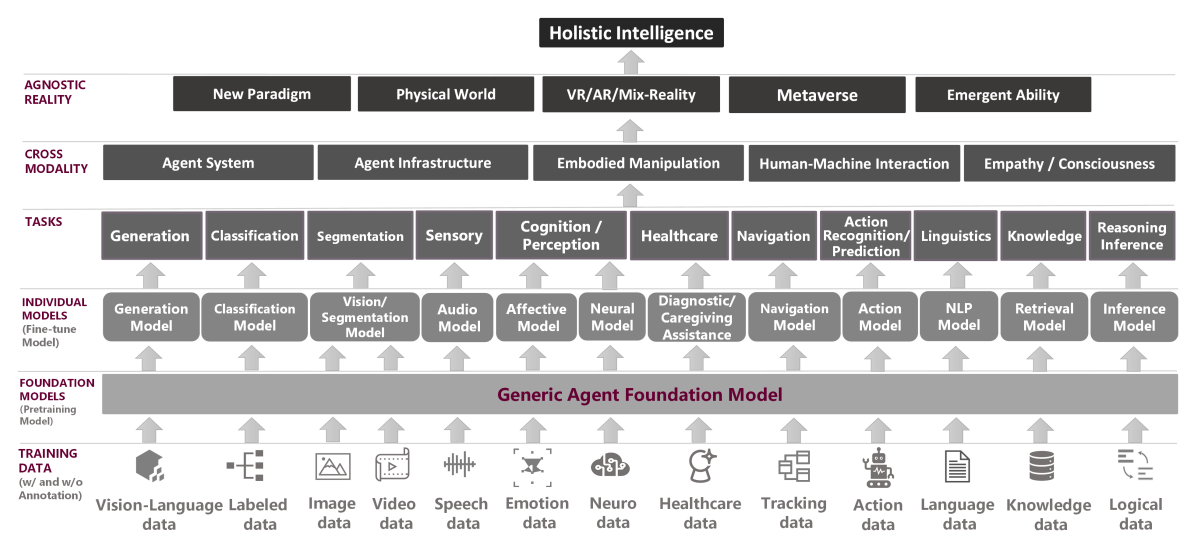 Holistic Intelligence
AGNOSTIC
REALITY
New Paradigm
Physical World
VR/AR/Mix-Reality
Metaverse
Emergent Ability
CROSS
MODALITY
Agent System
Agent Infrastructure
Embodied Manipulation
Human-Machine Interaction
Empathy / Consciousness
TASKS
Generation
Classification
Segmentation
Sensory
Cognition /
Perception
Healthcare
Navigation
Action
Recognition/
Prediction
Linguistics
Knowledge
Reasoning
Inference
INDIVIDUAL
MODELS
(Fine-tune
Model)
Generation
Model
Classification
Model
Vision/
Segmentation
Model
Audio
Model
Affective
Model
Neural
Model
Diagnostic/
Caregiving
Assistance
Navigation
Model
Action
Model
NLP
Model
Retrieval
Model
Inference
Model
FOUNDATION
MODELS
(Pretraining
Model)
Generic Agent Foundation Model
TRAINING
DATA
(w/ and w/o
Annotation)
Vision-Language
data
Labeled
data
Image
data
Video
data
Speech
data
Emotion
data
Neuro
data
Healthcare
data
Tracking
data
Action
data
Language
data
Knowledge
data
Logical
data